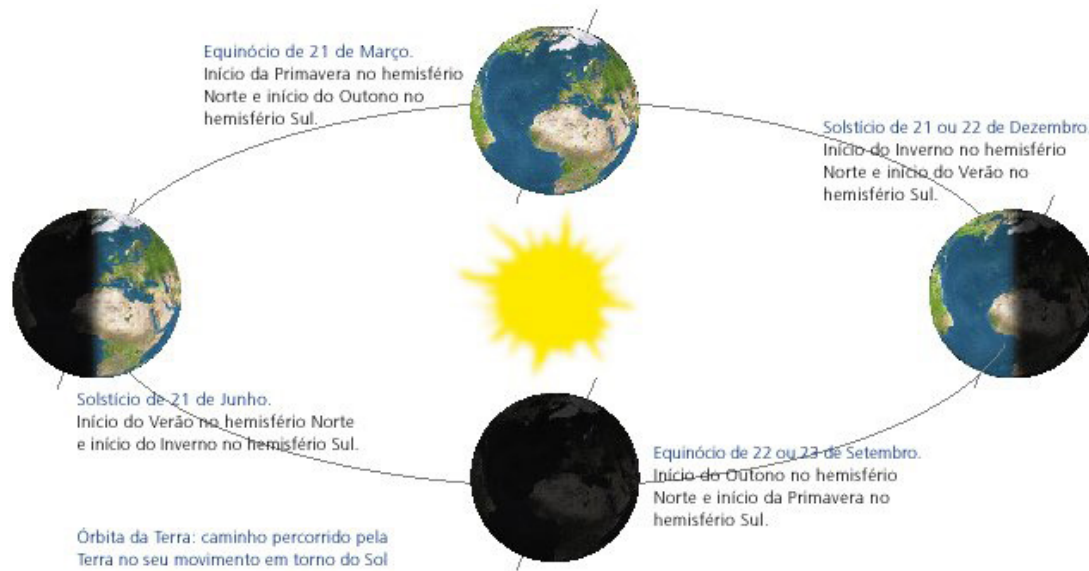 Equinócio de 21 de Março.
Início da Primavera no hemisfério
Norte e início do Outono no
hemisfério Sul.
Solstício de 21 ou 22 de Dezembro.
Início do Inverno no hemisfério
Norte e início do Verão no
hemisfério Sul.
Solstício de 21 de Junho.
Início do Verão no hemisfério Norte
e início do Inverno no hemisfério Sul.
Equinócio de 22 ou 23 de Setembro.
Início do Outono no hemisfério
Norte e início da Primavera no
hemisfério Sul.
Órbita da Terra: caminho percorrido pela
Terra no seu movimento em torno do Sol